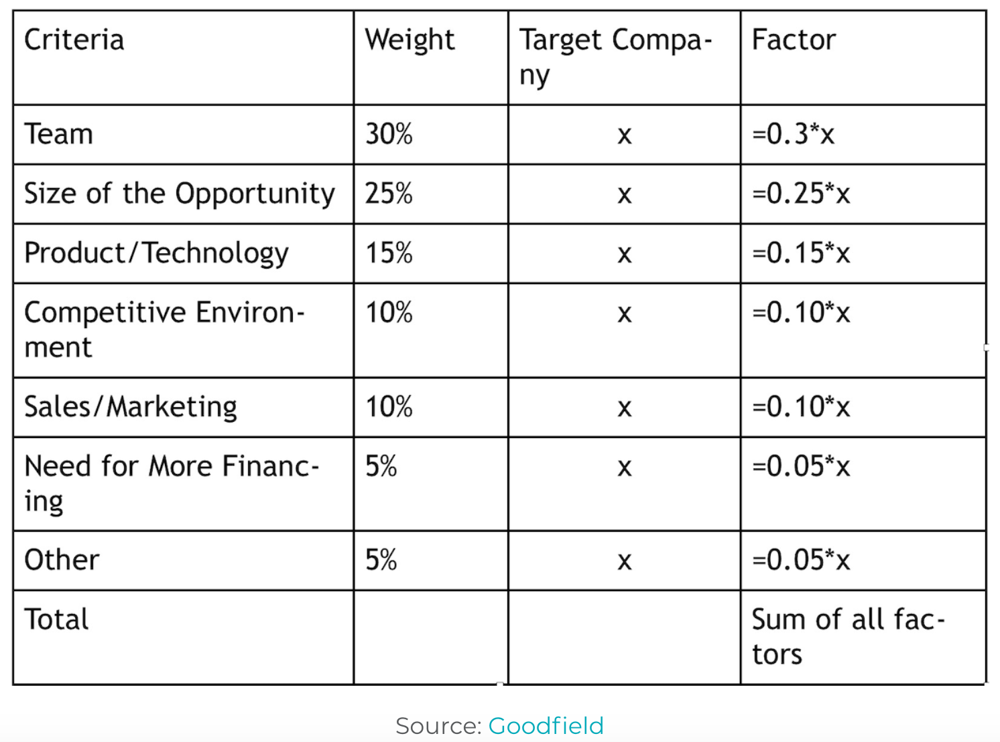 Criteria Weight Target Compa- Factor
ny
Team 30% x =0.3*x
Size of the Opportunity 25% x =0.25*x
Product/Technology 15% x =0.15*x
Competitive Environ- 10% x =0.10*x
ment
Sales/Marketing 10% x =0.10*x
Need for More Financ- 5% x =0.05*x
ing
Other 5% x =0.05*x
Total Sum of all fac-
tors
Source: Goodfield